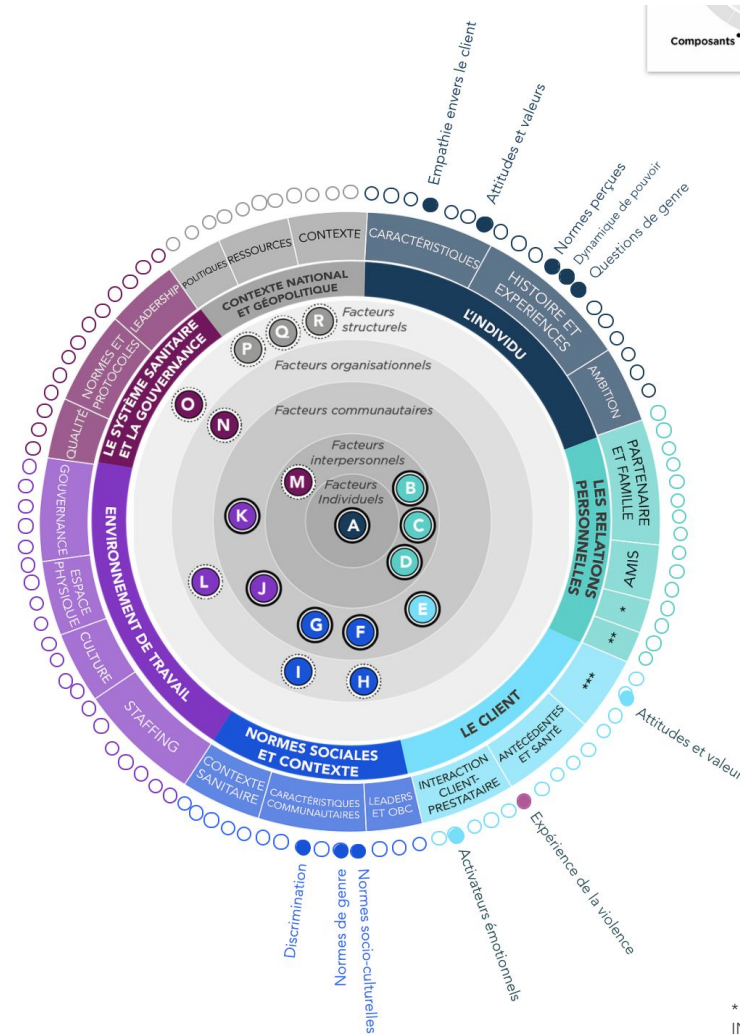 Composants
Empathie envers le client
Attitudes et valeurs
Normes perçues
Dynamique de pouvoir
Questions de genre
POLITIQUES
RESSOURCES
CONTEXTE
CARACTÉRISTIQUES
HISTOIRE ET
EXPERIENCES
AMBITION
CONTEXTE NATIONAL
ET GÉOPOLITIQUE
L'INDIVIDU
LEADERSHIP
NORMES ET
PROTOCOLES
QUALITÉ
LE SYSTÈME SANITAIRE
ET LA GOUVERNANCE
Facteurs
structurels
Facteurs organisationnels
Facteurs communautaires
Facteurs
interpersonnels
Facteurs
Individuels
R
Q
P
O
N
M
B
A
C
D
K
L
J
E
G
F
I
H
PARTENAIRE
ET FAMILLE
AMIS
*
**
***
LES RELATIONS
PERSONNELLES
GOUVERNANCE
ESPACE
PHYSIQUE
CULTURE
STAFFING
ENVIRONNEMENT DE TRAVAIL
LE CLIENT
ANTÉCÉDENTES
ET SANTÉ
INTERACTION
CLIENT-
PRESTATAIRE
NORMES SOCIALES
ET CONTEXTE
CONTEXTE
SANITAIRE
CARACTÉRISTIQUES
COMMUNAUTAIRES
LEADERS
ET OBC
Attitudes et valeur
Expérience de la violence
Activateurs émotionnels
Normes socio-culturelles
Normes de genre
Discrimination
*